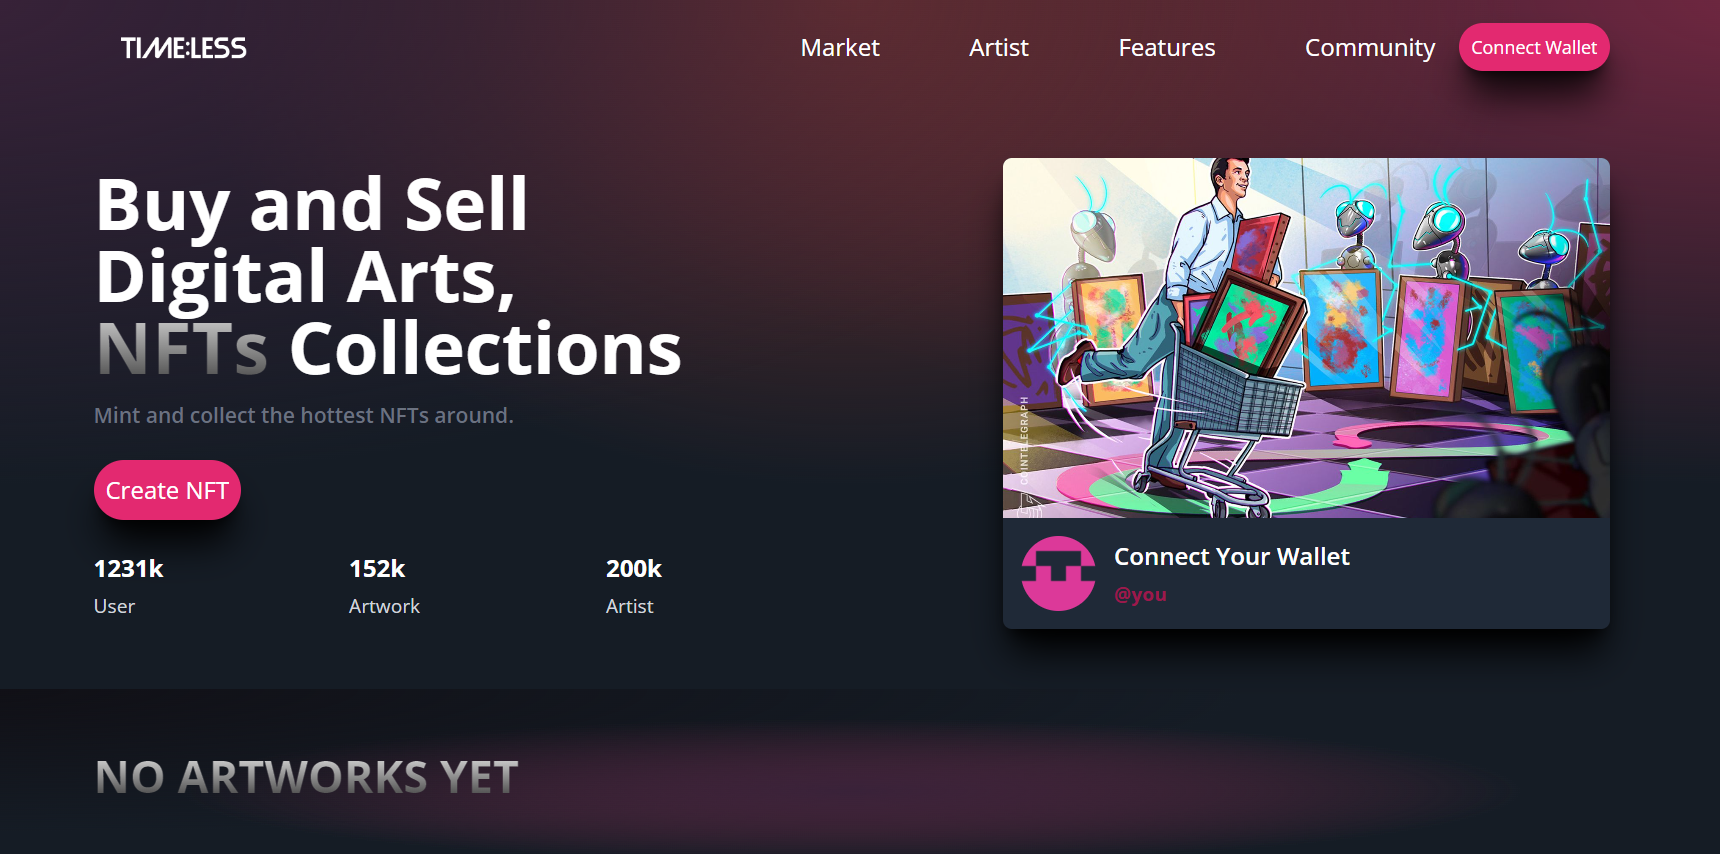 TIME:LESS
Market
Artist
Features
Community
Connect Wallet
Buy and Sell
Digital Arts,
NFTs Collections
Mint and collect the hottest NFTs around.
Create NFT
1231k
152k
200k
User
Artwork
Artist
COINTELEGRAPH
Connect Your Wallet
@you
NO ARTWORKS YET